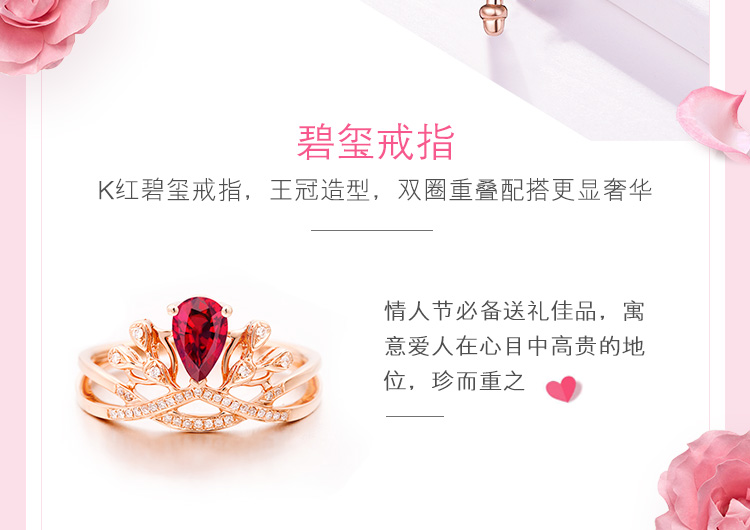 碧玺戒指
K红碧玺戒指，王冠造型，双圈重叠配搭更显奢华
情人节必备送礼佳品，寓
意爱人在心目中高贵的地
位，珍而重之